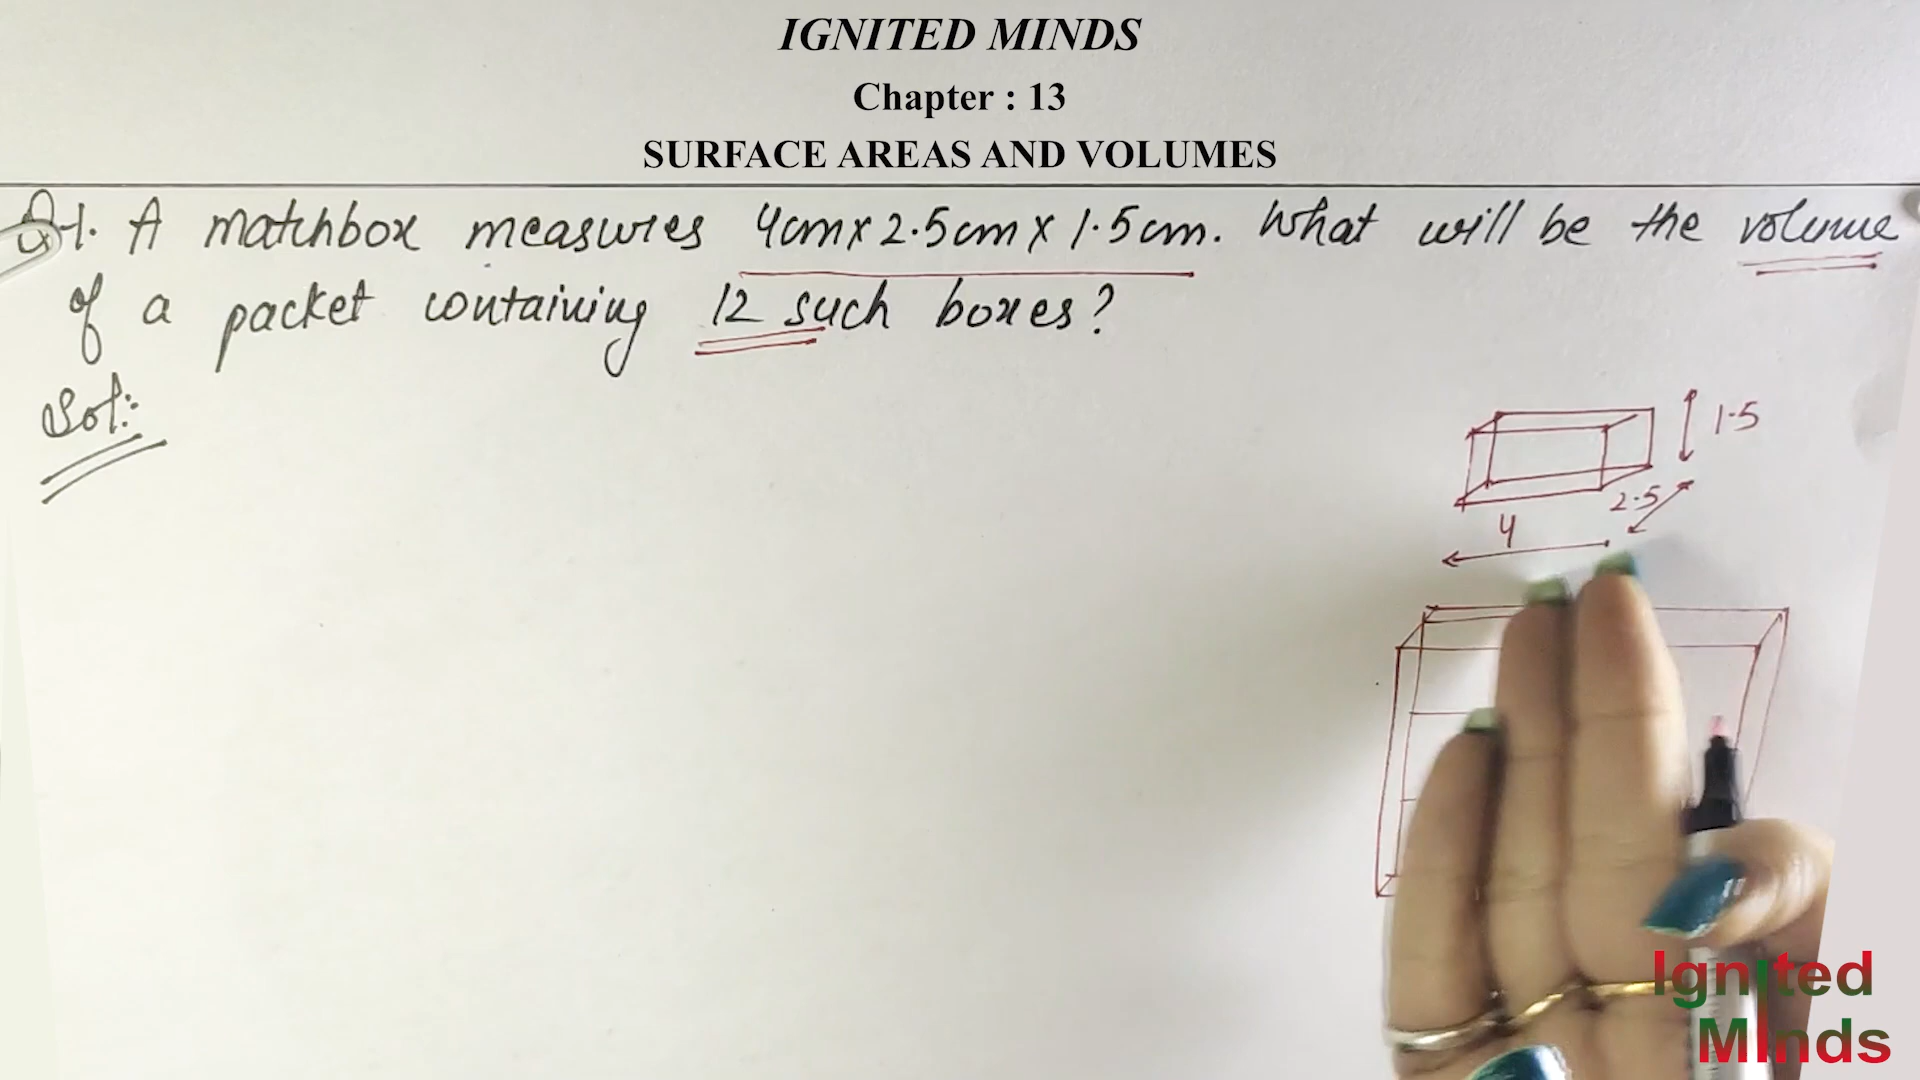 IGNITED MINDS
Chapter : 13
SURFACE AREAS AND VOLUMES
Q1. A matchbox measures 4cm x 2.5cm x 1.5cm. What will be the volume
of a packet containing 12 such boxes?
Sol:
1.5
2.5
4
Ignited
Minds